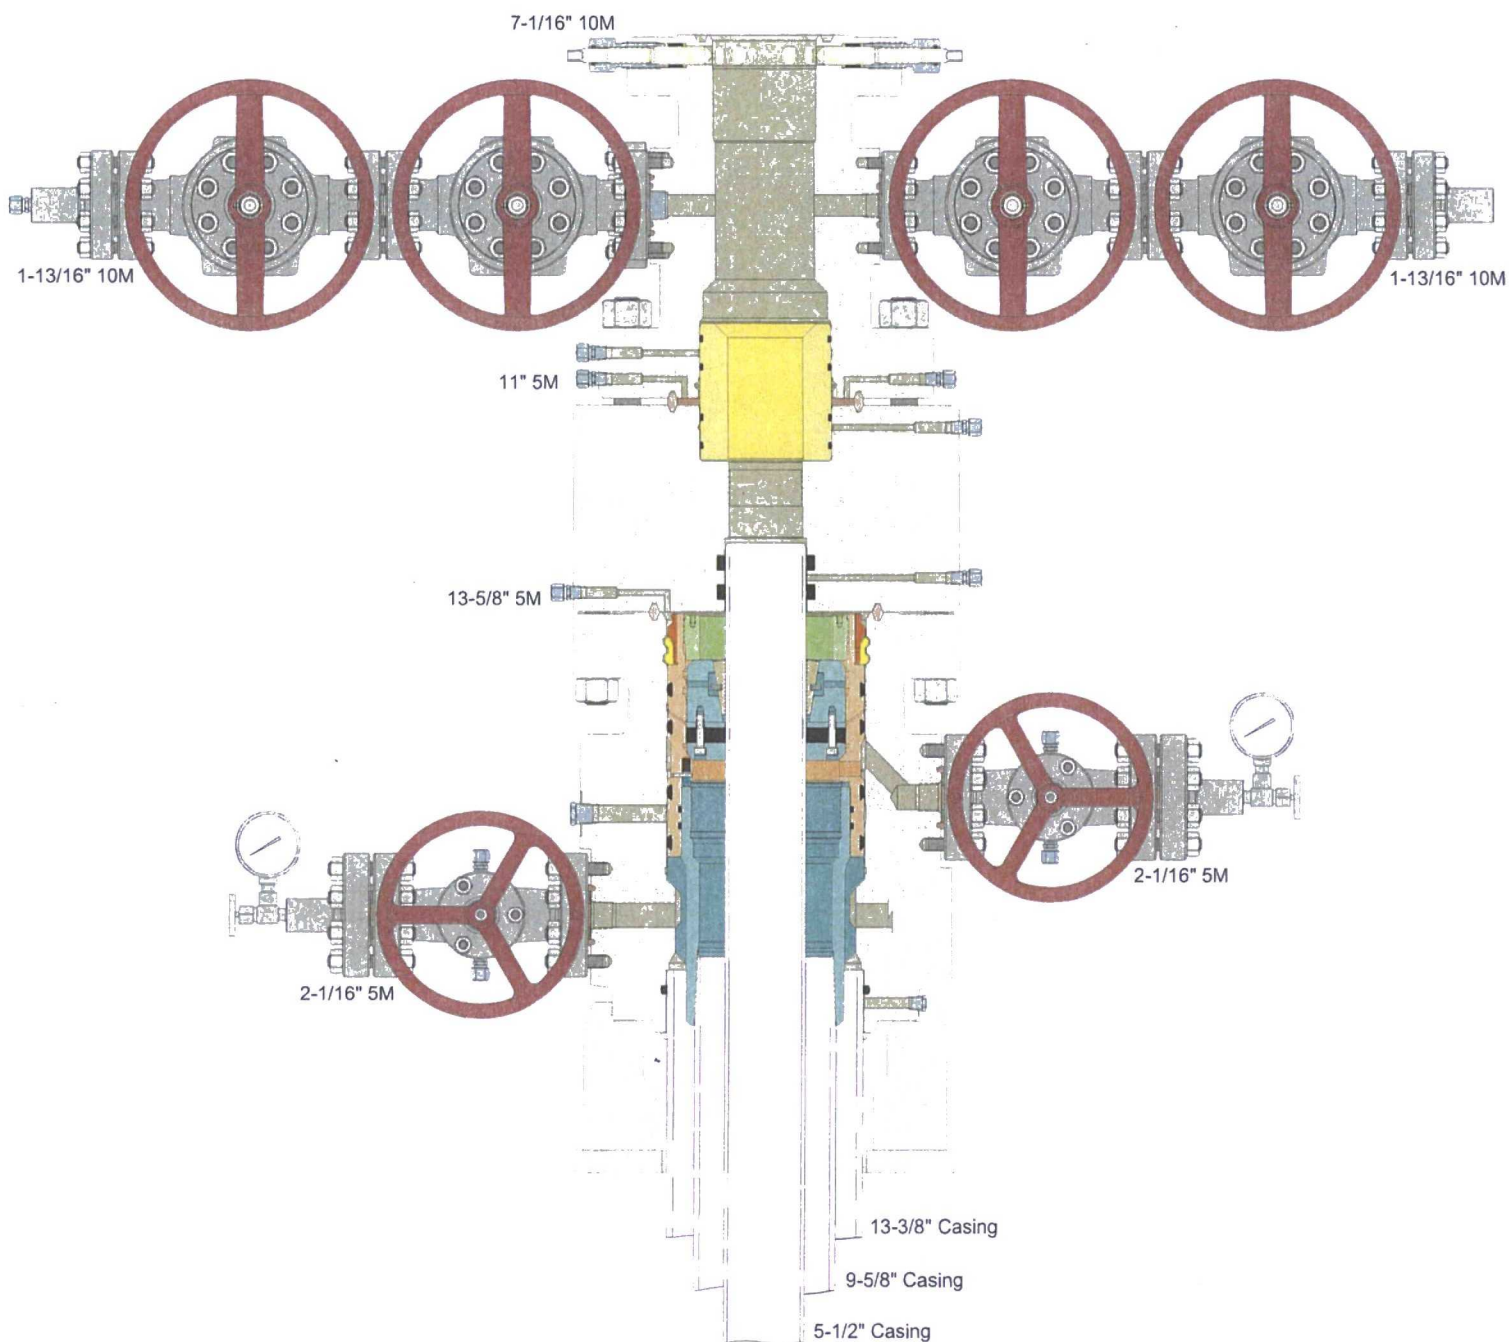 7-1/16" 10M
1-13/16" 10M
1-13/16" 10M
11" 5M
13-5/8" 5M
2-1/16" 5M
2-1/16" 5M
13-3/8" Casing
9-5/8" Casing
5-1/2" Casing